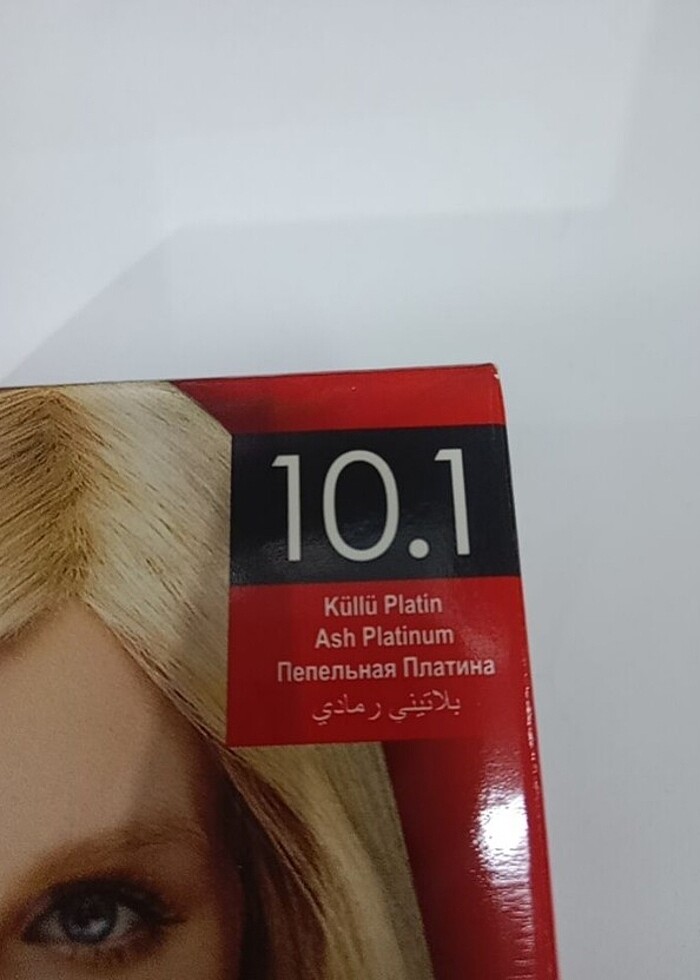 10.1
Küllü Platin
Ash Platinum
Пепельная Платина
بلاتيني رمادي